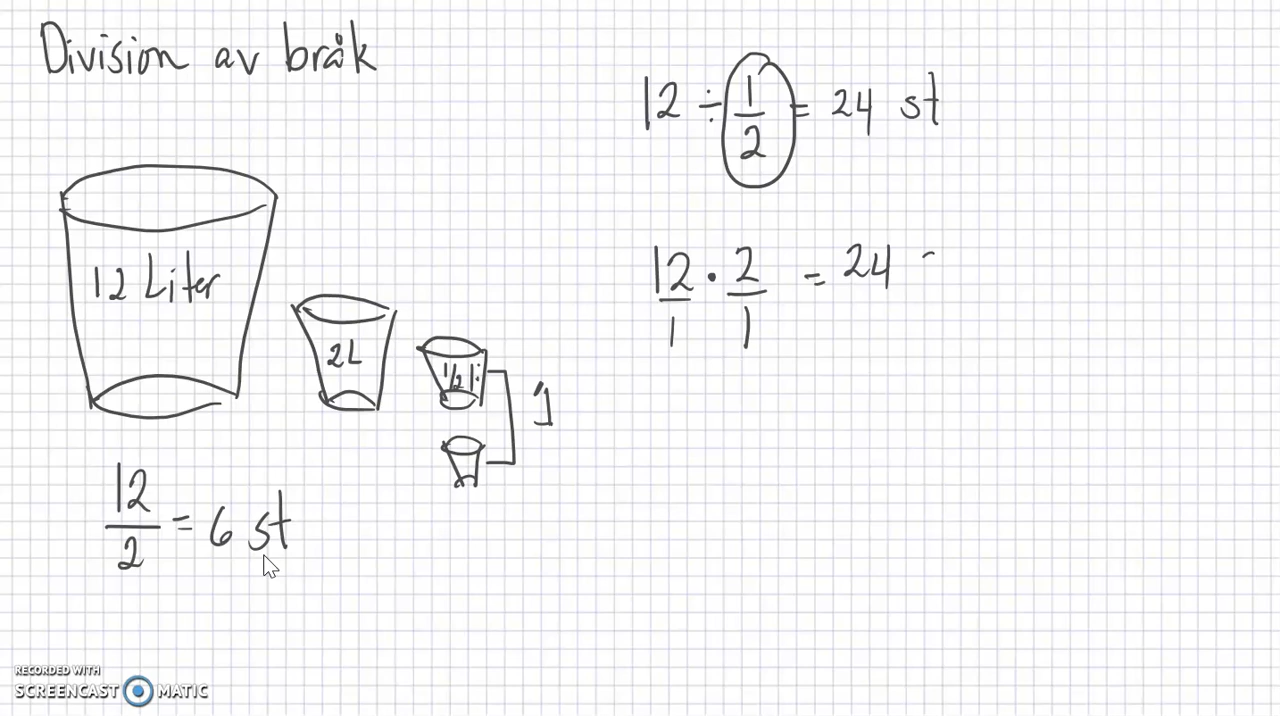 Division av bråk
12 ÷ 1/2 = 24 st
12 Liter
2L
1/2 l
1
12/1 · 2/1 = 24
12/2 = 6 st
RECORDED WITH
SCREENCAST MATIC